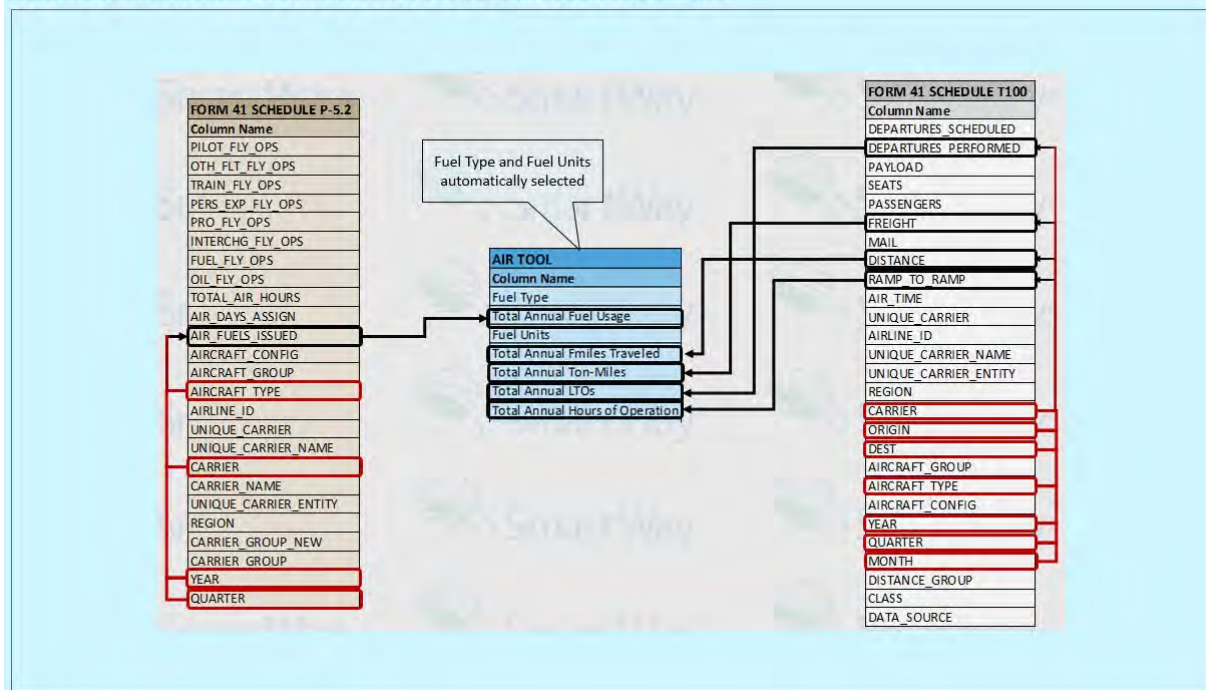 FORM 41 SCHEDULE P-5.2
Column Name
PILOT_FLY_OPS
OTH_FLT_FLY_OPS
TRAIN_FLY_OPS
PERS_EXP_FLY_OPS
PRO_FLY_OPS
INTERCHG_FLY_OPS
FUEL_FLY_OPS
OIL_FLY_OPS
TOTAL_AIR_HOURS
AIR_DAYS_ASSIGN
AIR_FUELS_ISSUED
AIRCRAFT_CONFIG
AIRCRAFT_GROUP
AIRCRAFT_TYPE
AIRLINE_ID
UNIQUE_CARRIER
UNIQUE_CARRIER_NAME
CARRIER
CARRIER_NAME
UNIQUE_CARRIER_ENTITY
REGION
CARRIER_GROUP_NEW
CARRIER_GROUP
YEAR
QUARTER
Fuel Type and Fuel Units
automatically selected
AIR TOOL
Column Name
Fuel Type
Total Annual Fuel Usage
Fuel Units
Total Annual Fmiles Traveled
Total Annual Ton-Miles
Total Annual LTOs
Total Annual Hours of Operation
FORM 41 SCHEDULE T100
Column Name
DEPARTURES_SCHEDULED
DEPARTURES_PERFORMED
PAYLOAD
SEATS
PASSENGERS
FREIGHT
MAIL
DISTANCE
RAMP_TO_RAMP
AIR_TIME
UNIQUE_CARRIER
AIRLINE_ID
UNIQUE_CARRIER_NAME
UNIQUE_CARRIER_ENTITY
REGION
CARRIER
ORIGIN
DEST
AIRCRAFT_GROUP
AIRCRAFT_TYPE
AIRCRAFT_CONFIG
YEAR
QUARTER
MONTH
DISTANCE_GROUP
CLASS
DATA_SOURCE